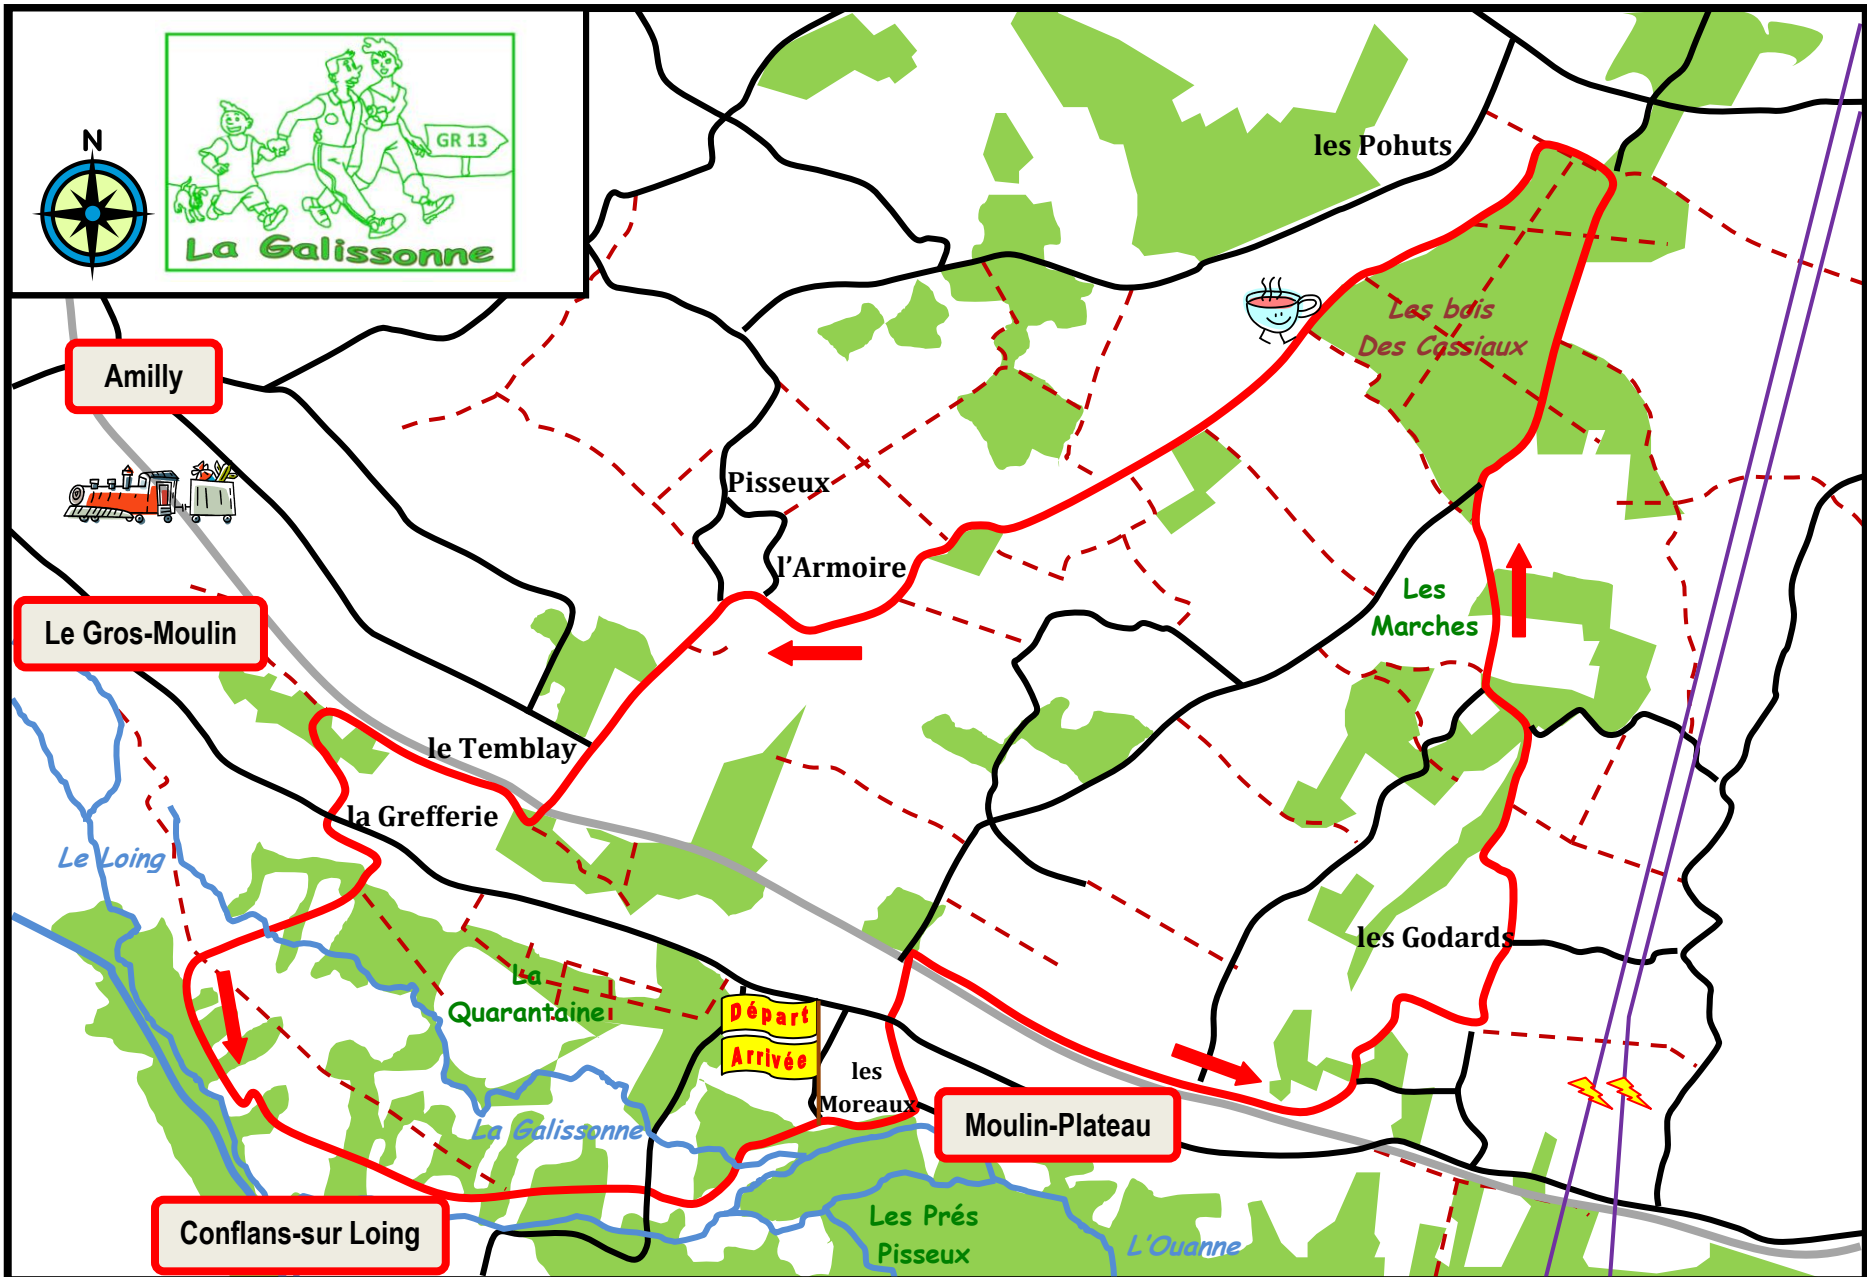 N
GR 13
La Galissonne
les Pohuts
Les bois
Des Cassiaux
Amilly
Pisseux
l'Armoire
Les
Marches
Le Gros-Moulin
le Temblay
la Grefferie
Le Loing
les Godards
La
Quarantaine
Départ
Arrivée
les
Moreaux
La Galissonne
Moulin-Plateau
Conflans-sur Loing
Les Prés
Pisseux
L'Ouanne